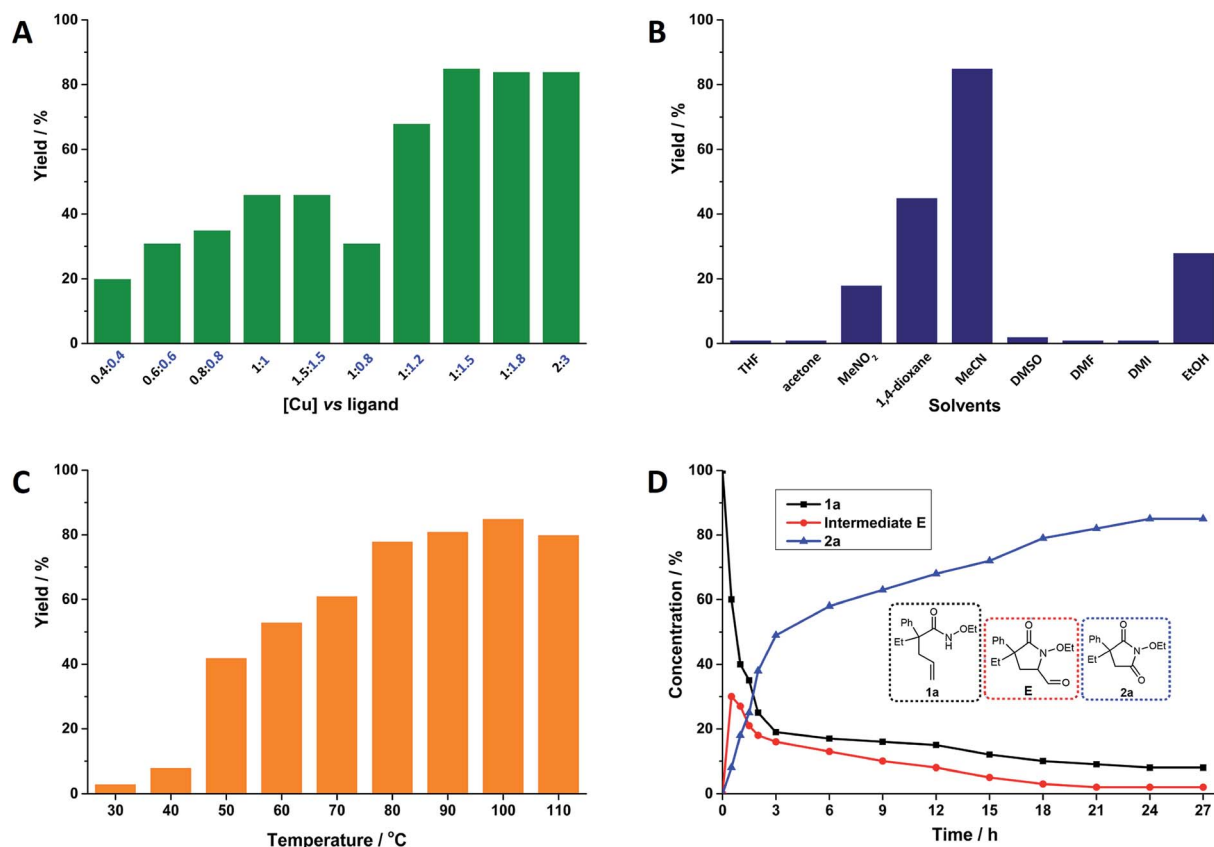 A
Yield / %
100
80
60
40
20
0
0.4:0.4 0.6:0.6 0.8:0.8 1:1 1.5:1.5 1:0.8 1:1.2 1:1.5 1:1.8 2:3
[Cu] vs ligand
B
Yield / %
100
80
60
40
20
0
THF acetone MeNO₂ 1,4-dioxane MeCN DMSO DMF DMI EtOH
Solvents
C
Yield / %
100
80
60
40
20
0
30 40 50 60 70 80 90 100 110
Temperature / °C
D
Concentration / %
100
80
60
40
20
0
1a
Intermediate E
2a
Ph O Et N H OEt
1a
Ph O Et N OEt O
E
Ph O Et N OEt O
2a
0 3 6 9 12 15 18 21 24 27
Time / h